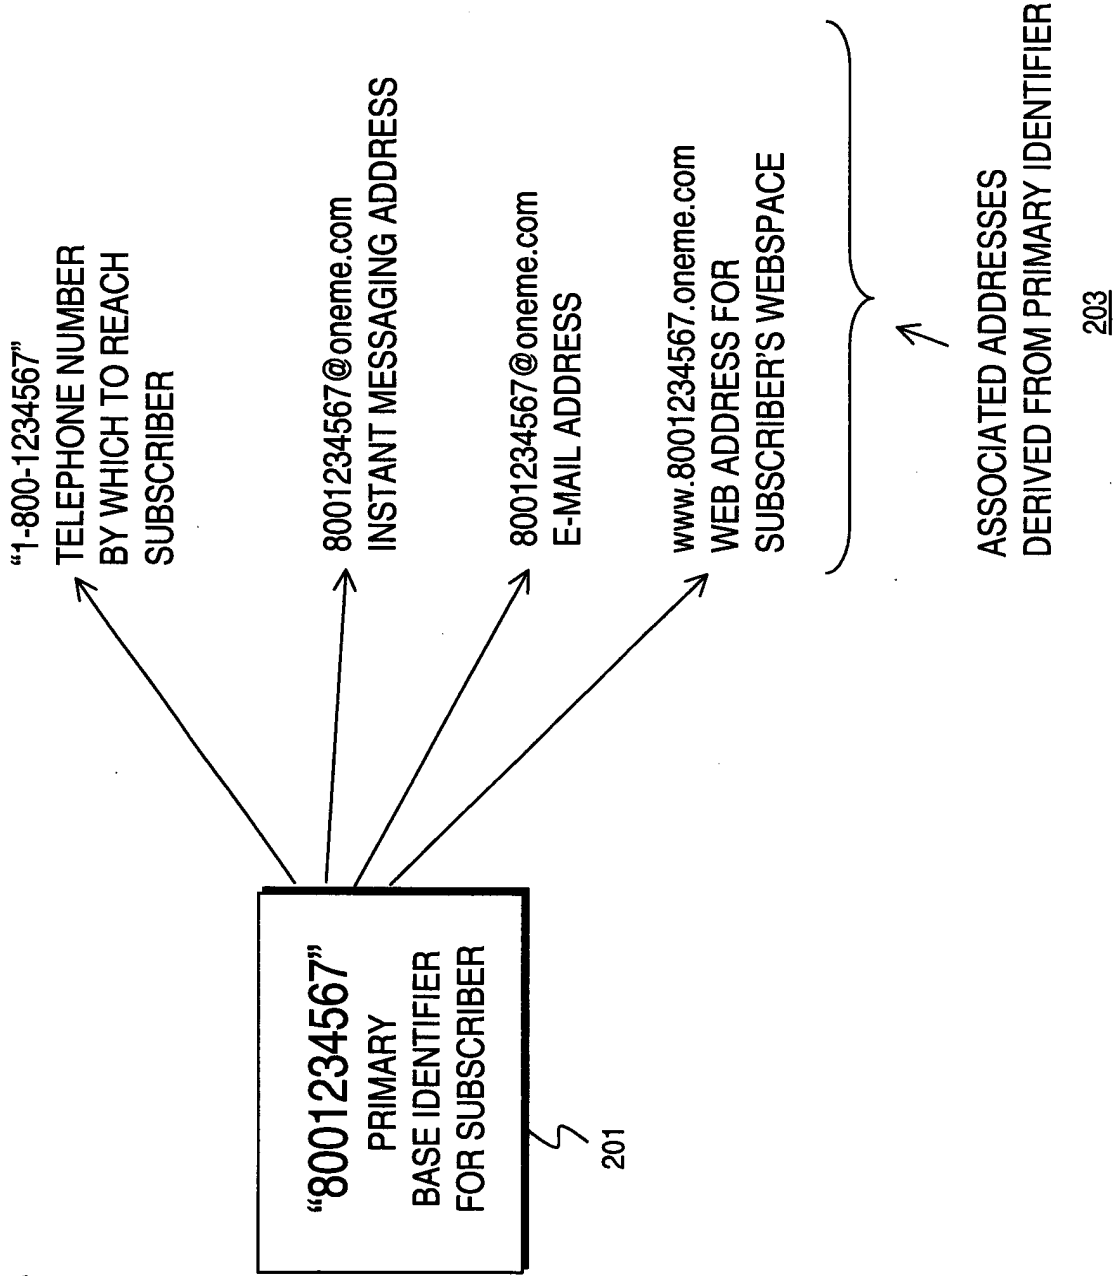 “8001234567”
PRIMARY
BASE IDENTIFIER
FOR SUBSCRIBER
201
“1-800-1234567”
TELEPHONE NUMBER
BY WHICH TO REACH
SUBSCRIBER
8001234567@oneme.com
INSTANT MESSAGING ADDRESS
8001234567@oneme.com
E-MAIL ADDRESS
www.8001234567.oneme.com
WEB ADDRESS FOR
SUBSCRIBER'S WEBSPACE
ASSOCIATED ADDRESSES
DERIVED FROM PRIMARY IDENTIFIER
203